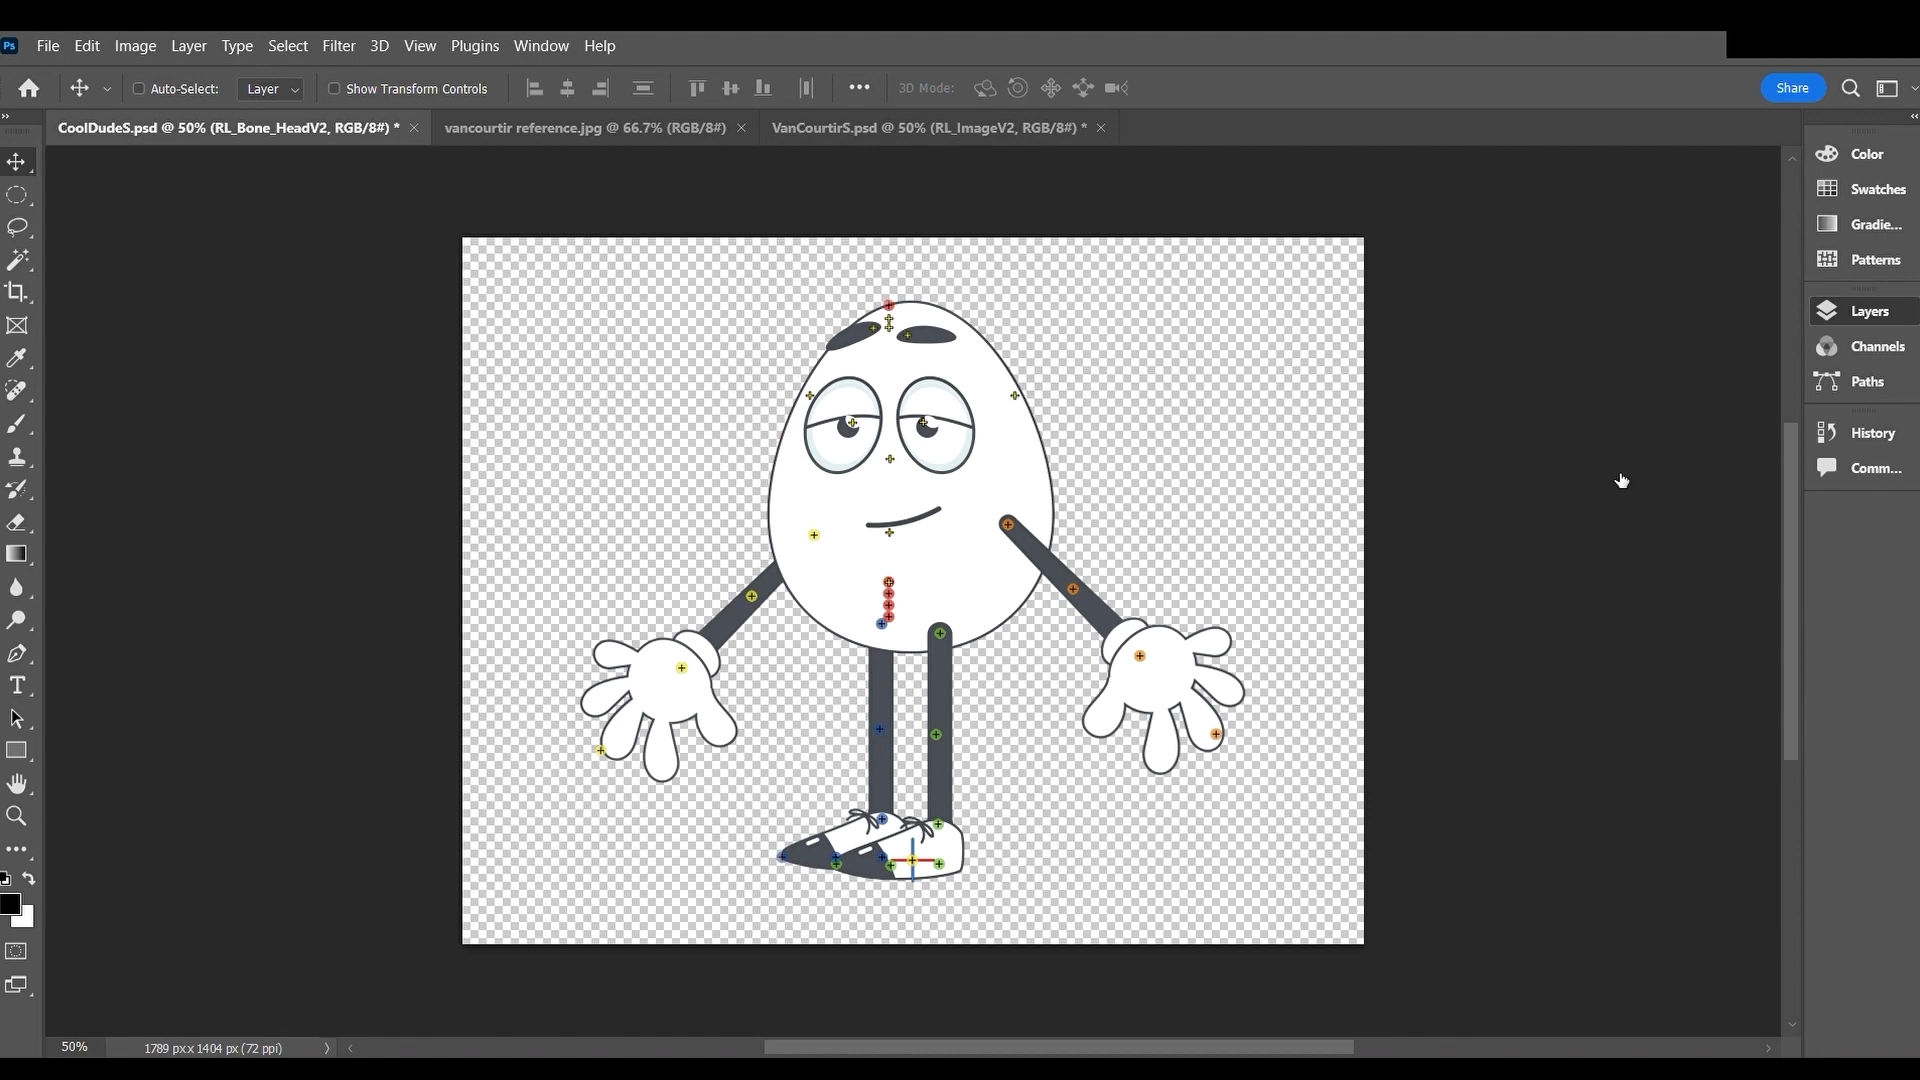 Ps File Edit Image Layer Type Select Filter 3D View Plugins Window Help
Auto-Select: Layer Show Transform Controls 3D Mode: Share
CoolDudeS.psd @ 50% (RL_Bone_HeadV2, RGB/8#) * vancourtir reference.jpg @ 66.7% (RGB/8#) VanCourtirS.psd @ 50% (RL_ImageV2, RGB/8#) *
Color
Swatches
Gradie...
Patterns
Layers
Channels
Paths
History
Comm...
50% 1789 px x 1404 px (72 ppi)